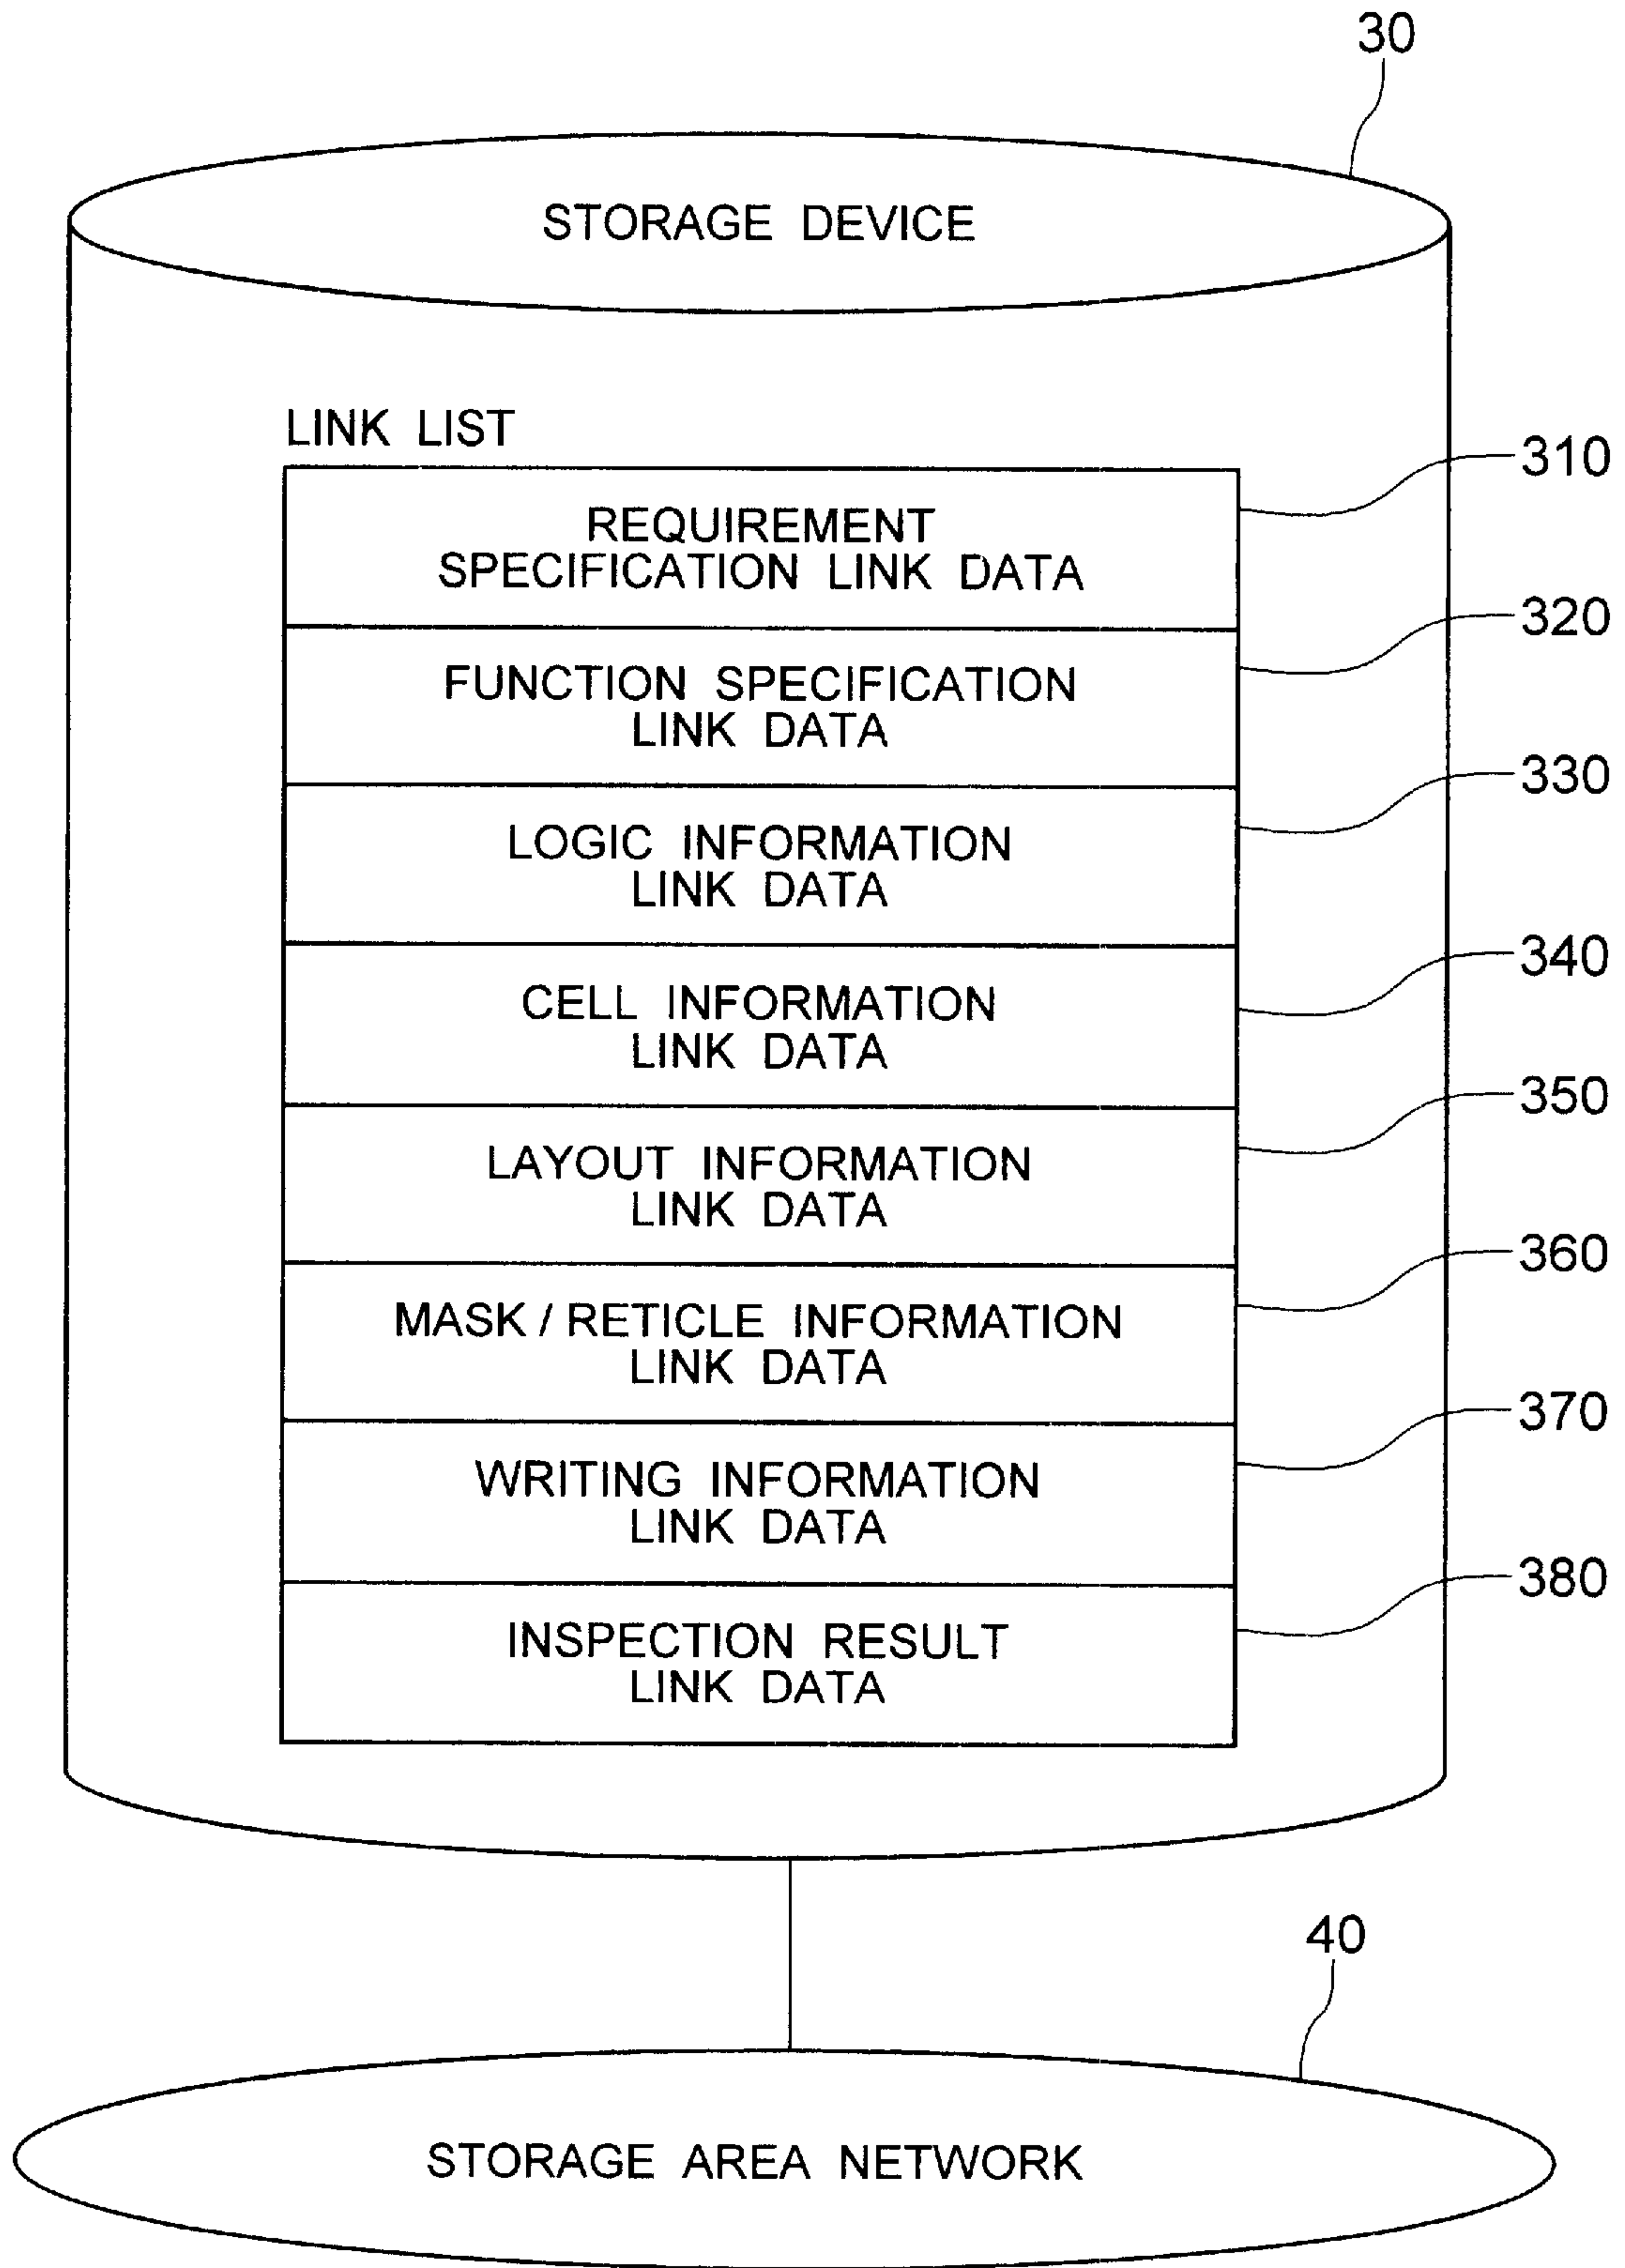 30
STORAGE DEVICE
LINK LIST
310
REQUIREMENT
SPECIFICATION LINK DATA
320
FUNCTION SPECIFICATION
LINK DATA
330
LOGIC INFORMATION
LINK DATA
340
CELL INFORMATION
LINK DATA
350
LAYOUT INFORMATION
LINK DATA
360
MASK / RETICLE INFORMATION
LINK DATA
370
WRITING INFORMATION
LINK DATA
380
INSPECTION RESULT
LINK DATA
40
STORAGE AREA NETWORK